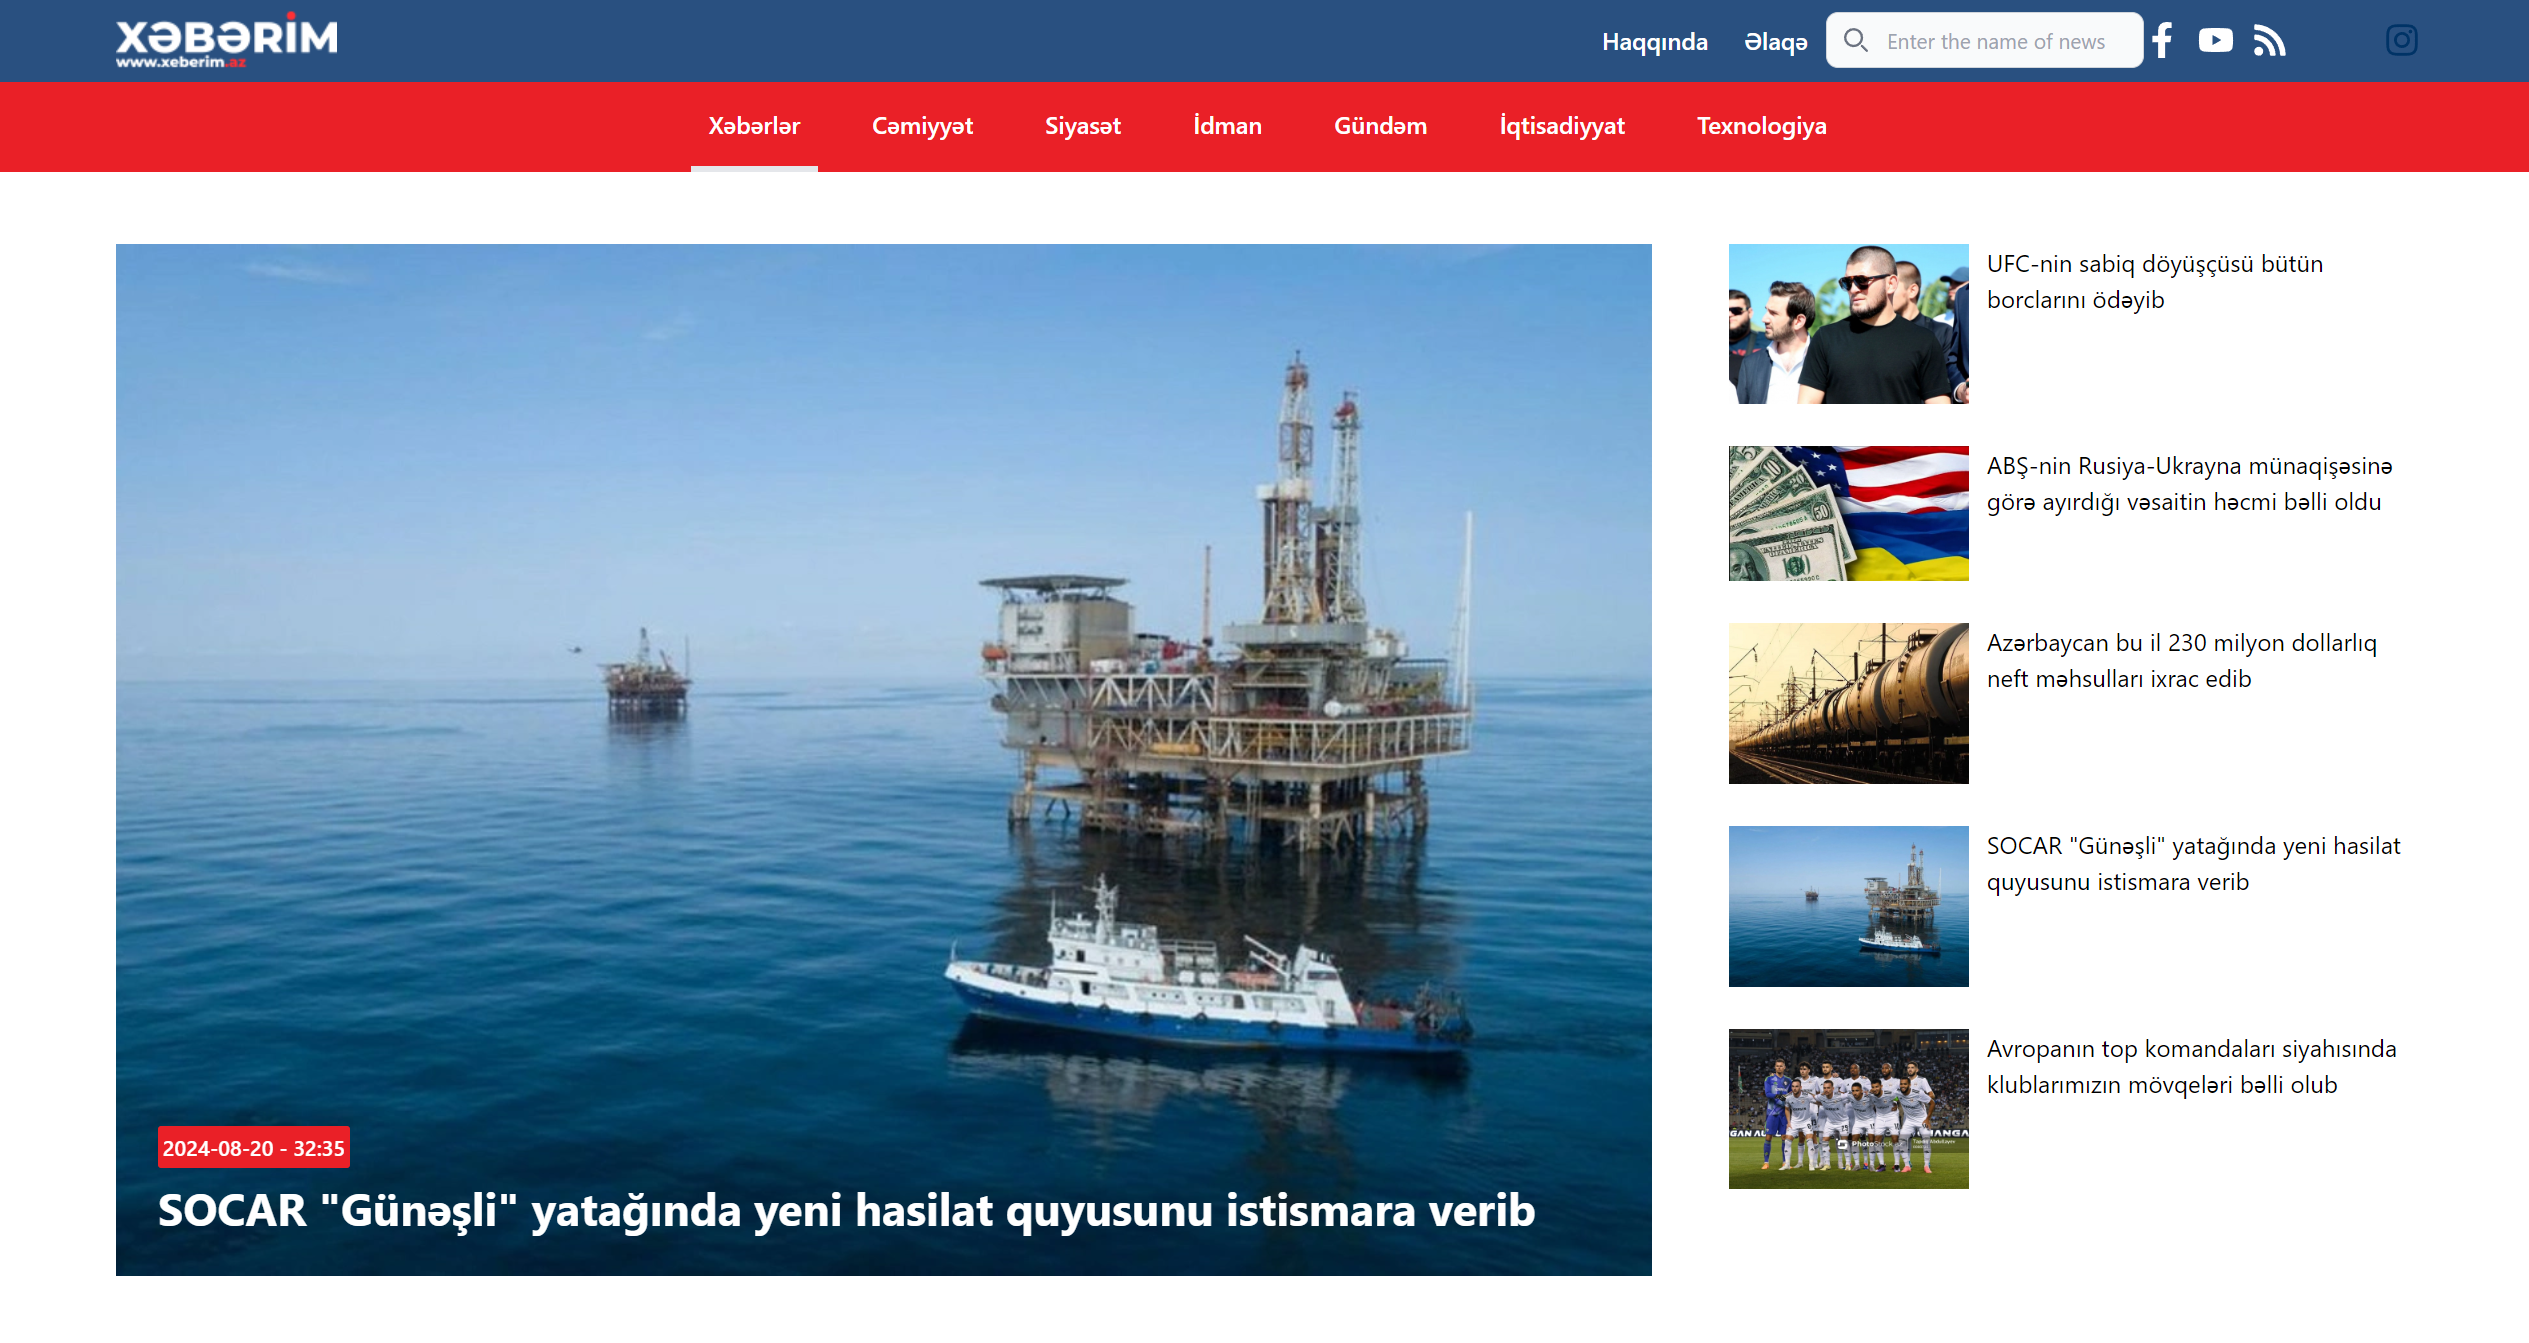 XƏBƏRİM
www.xeberim.az
Haqqında
Əlaqə
Enter the name of news
Xəbərlər
Cəmiyyət
Siyasət
İdman
Gündəm
İqtisadiyyat
Texnologiya
2024-08-20 - 32:35
SOCAR "Günəşli" yatağında yeni hasilat quyusunu istismara verib
UFC-nin sabiq döyüşçüsü bütün
borclarını ödəyib
ABŞ-nin Rusiya-Ukrayna münaqişəsinə
görə ayırdığı vəsaitin həcmi bəlli oldu
Azərbaycan bu il 230 milyon dollarlıq
neft məhsulları ixrac edib
SOCAR "Günəşli" yatağında yeni hasilat
quyusunu istismara verib
Avropanın top komandaları siyahısında
klublarımızın mövqeləri bəlli olub